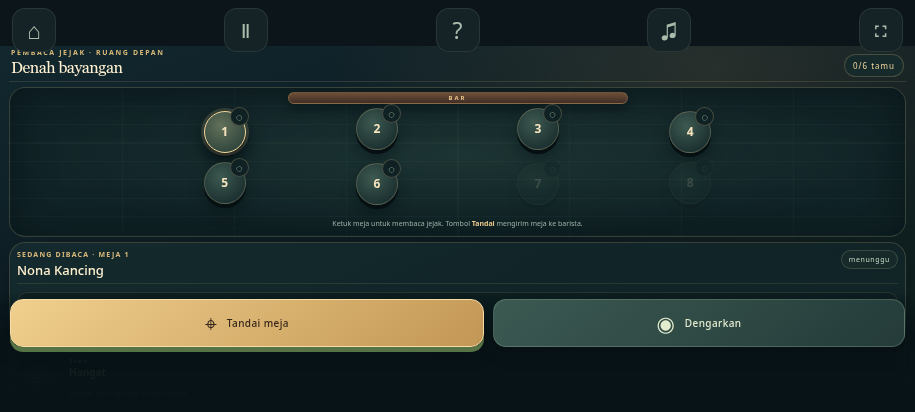 PEMBACA JEJAK · RUANG DEPAN
Denah bayangan
0/6 tamu
BAR
1
2
3
4
5
6
7
8
Ketuk meja untuk membaca jejak. Tombol Tandai mengirim meja ke barista.
SEDANG DIBACA · MEJA 1
Nona Kancing
menunggu
Tandai meja
Dengarkan
Hangat